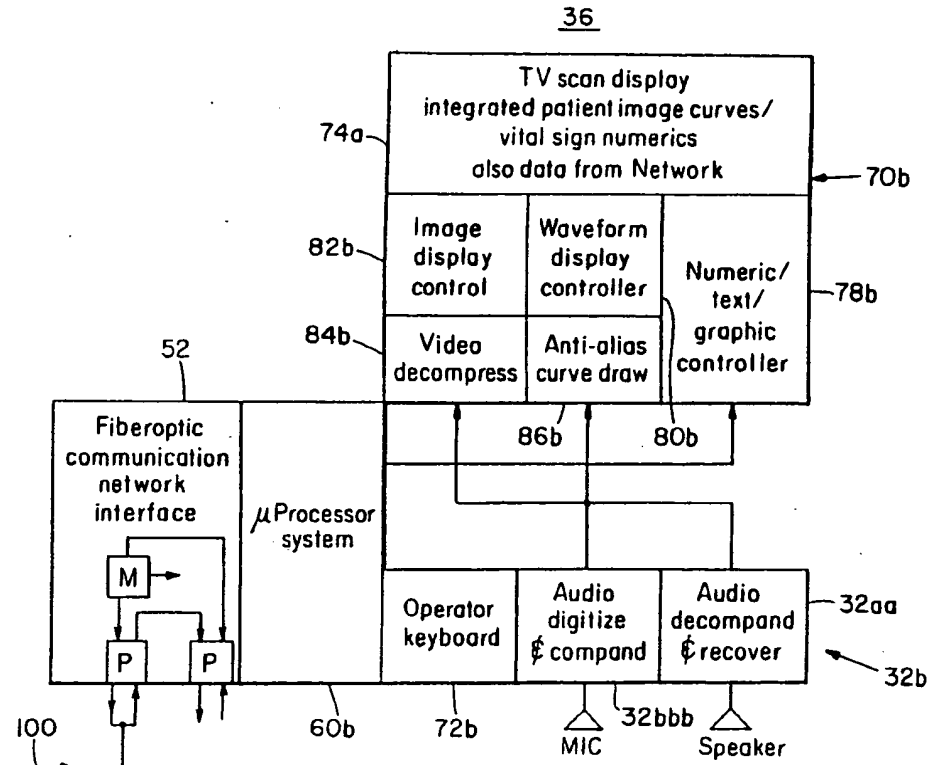 36
TV scan display
integrated patient image curves/
vital sign numerics
also data from Network
74a
70b
Image
display
control
82b
Waveform
display
controller
Numeric/
text/
graphic
controller
78b
84b
Video
decompress
Anti-alias
curve draw
52
86b
80b
Fiberoptic
communication
network
interface
μProcessor
system
M
P
P
Operator
keyboard
Audio
digitize
¢ compand
Audio
decompand
¢ recover
32aa
32b
100
60b
72b
32bbb
MIC
Speaker